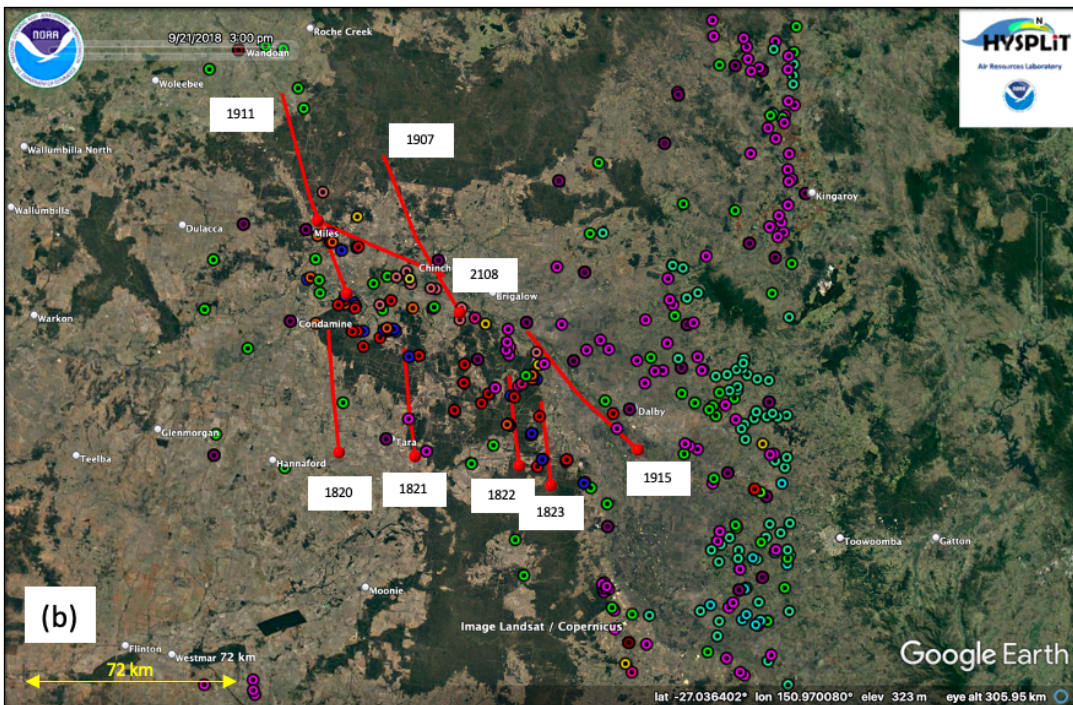 NOAA
9/21/2018 3:00 pm
Roche Creek
Wandoan
Woleebee
N
HYSPLiT
Air Resources Laboratory
1911
1907
Wallumbilla North
Wallumbilla
Kingaroy
Dulacca
Miles
Chinch
2108
Brigalow
Warkon
Condamine
Dalby
Glenmorgan
Tara
Teelba
Hannaford
1820
1821
1822
1823
1915
Toowoomba
Gatton
Moonie
(b)
Image Landsat / Copernicus
Flinton
Westmar 72 km
72 km
Google Earth
lat -27.036402° lon 150.970080° elev 323 m eye alt 305.95 km